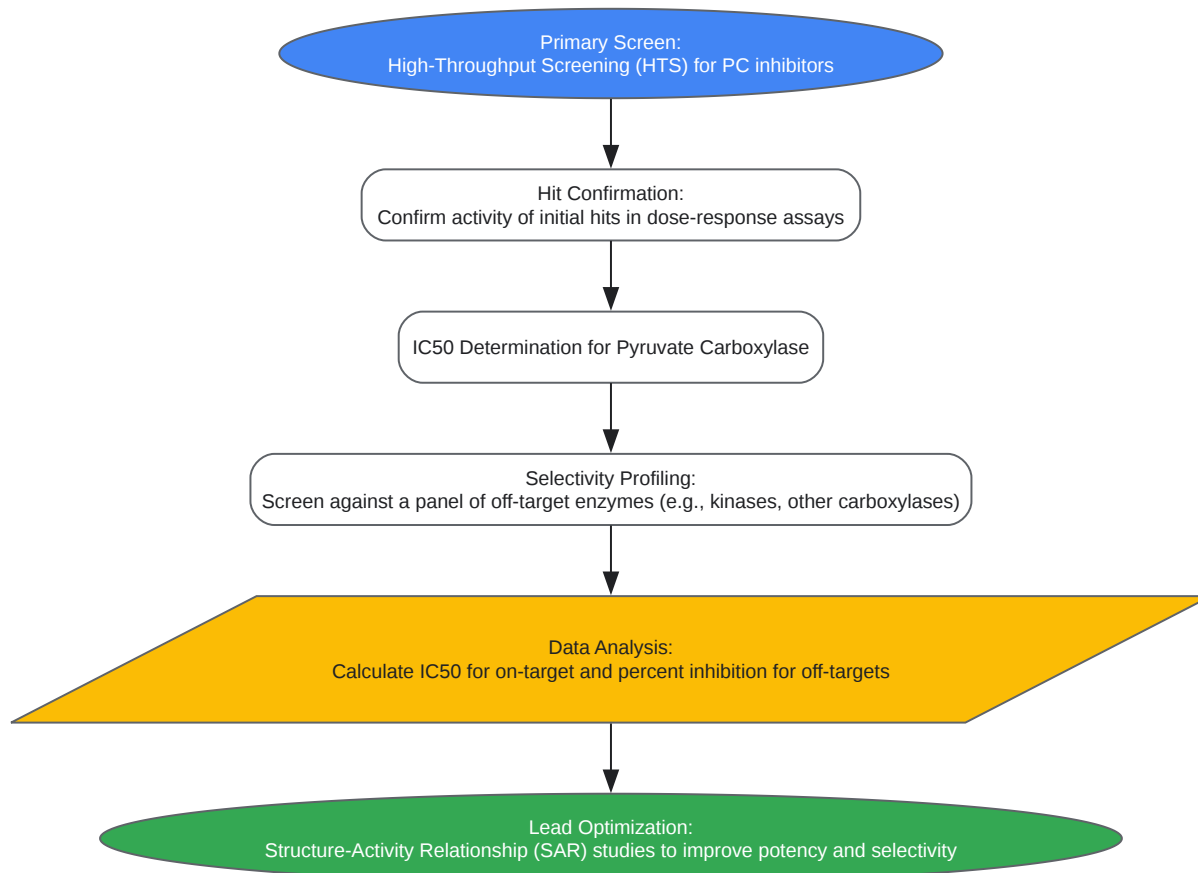 Primary Screen:
High-Throughput Screening (HTS) for PC inhibitors
Hit Confirmation:
Confirm activity of initial hits in dose-response assays
IC50 Determination for Pyruvate Carboxylase
Selectivity Profiling:
Screen against a panel of off-target enzymes (e.g., kinases, other carboxylases)
Data Analysis:
Calculate IC50 for on-target and percent inhibition for off-targets
Lead Optimization:
Structure-Activity Relationship (SAR) studies to improve potency and selectivity